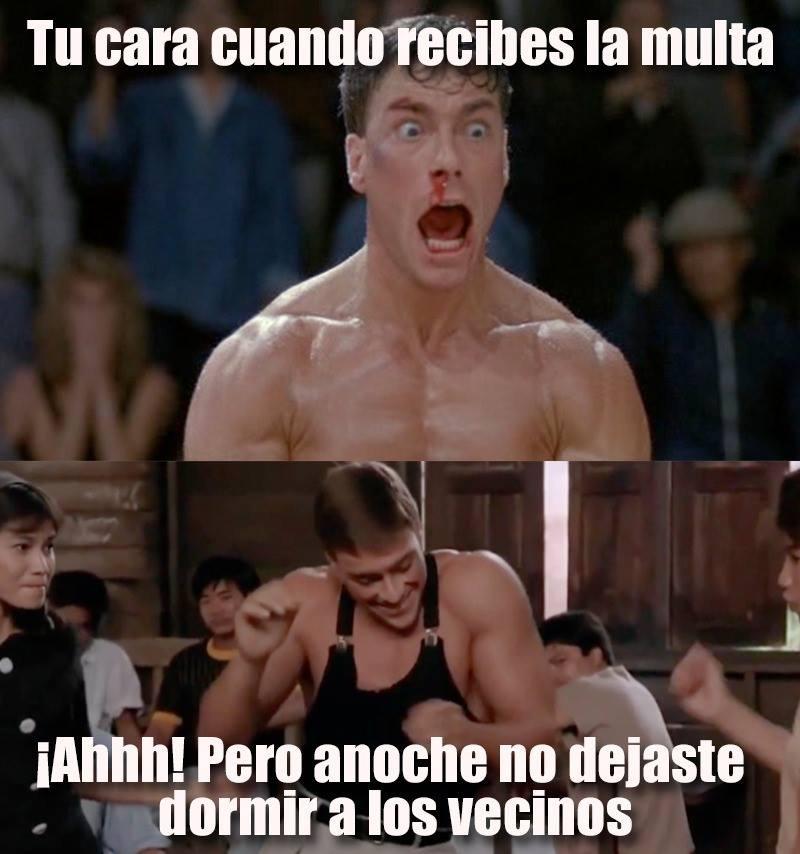 Tu cara cuando recibes la multa
¡Ahhh! Pero anoche no dejaste
dormir a los vecinos